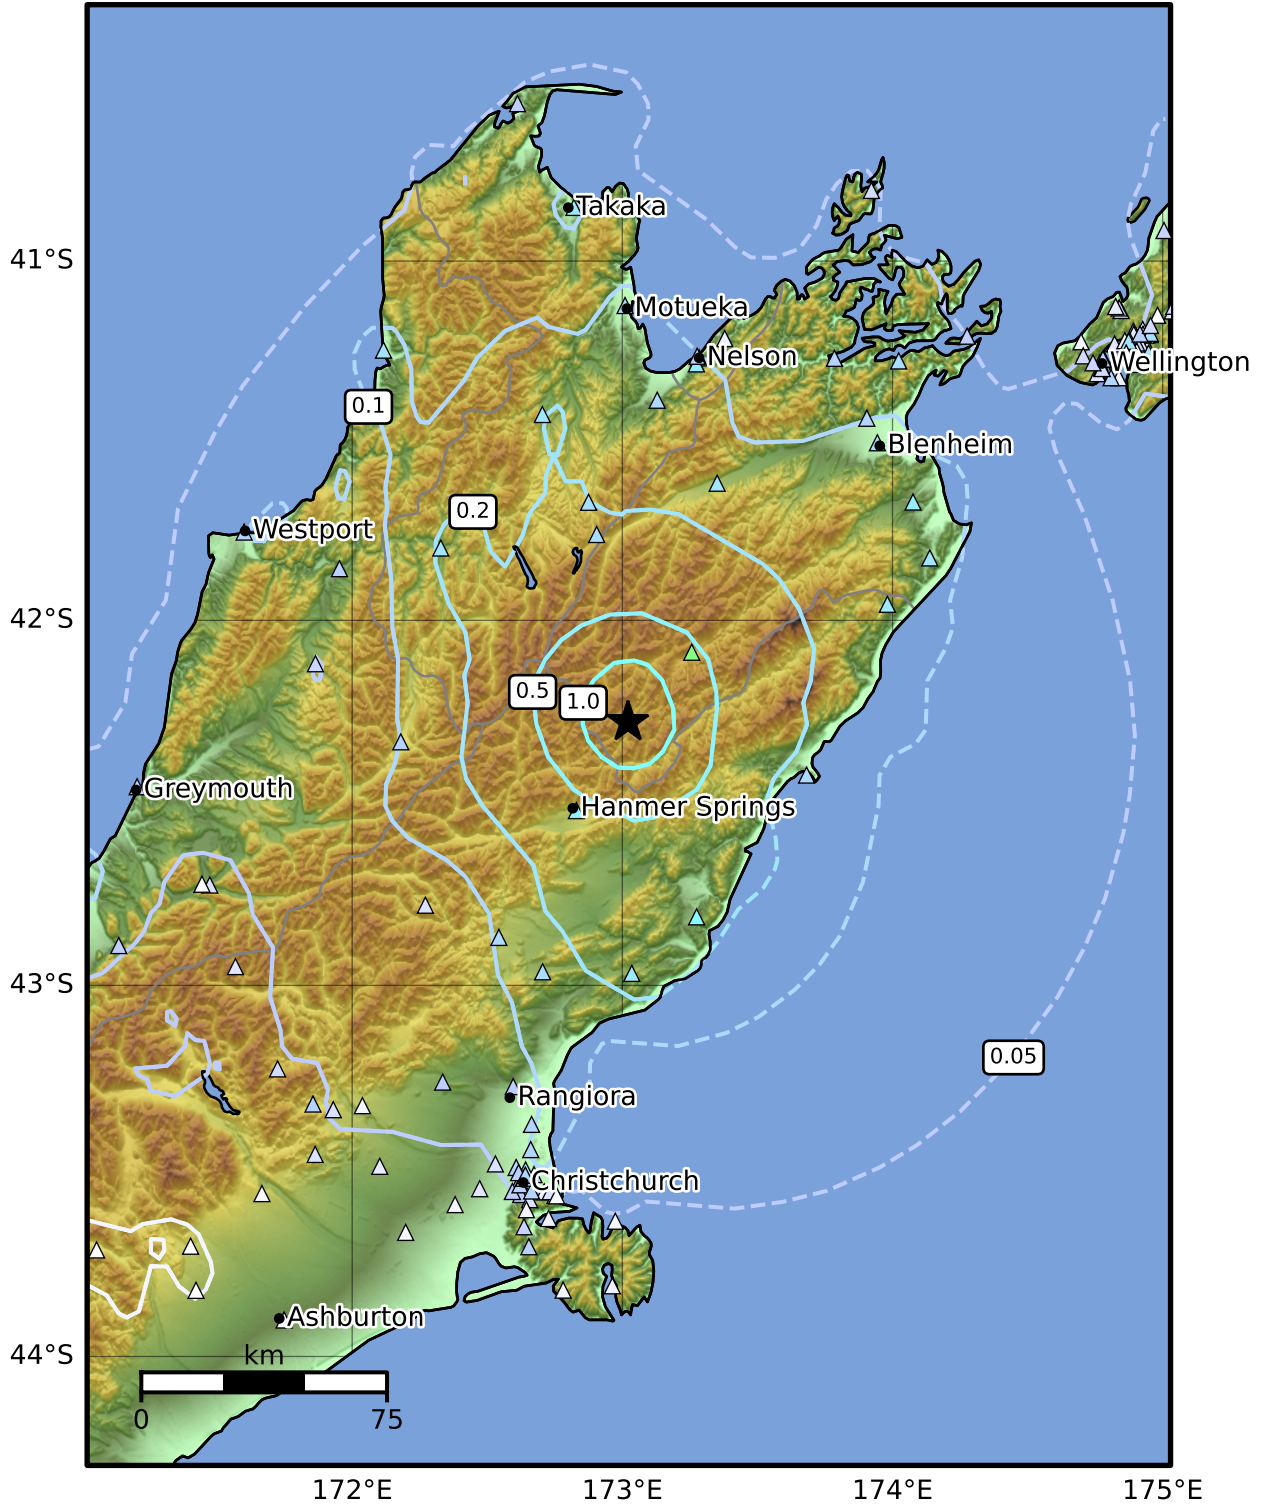 Takaka
41°S
Motueka
Nelson
Wellington
0.1
Blenheim
0.2
Westport
42°S
0.5
1.0
Greymouth
Hanmer Springs
43°S
0.05
Rangiora
Christchurch
Ashburton
44°S
km
0
75
172°E
173°E
174°E
175°E